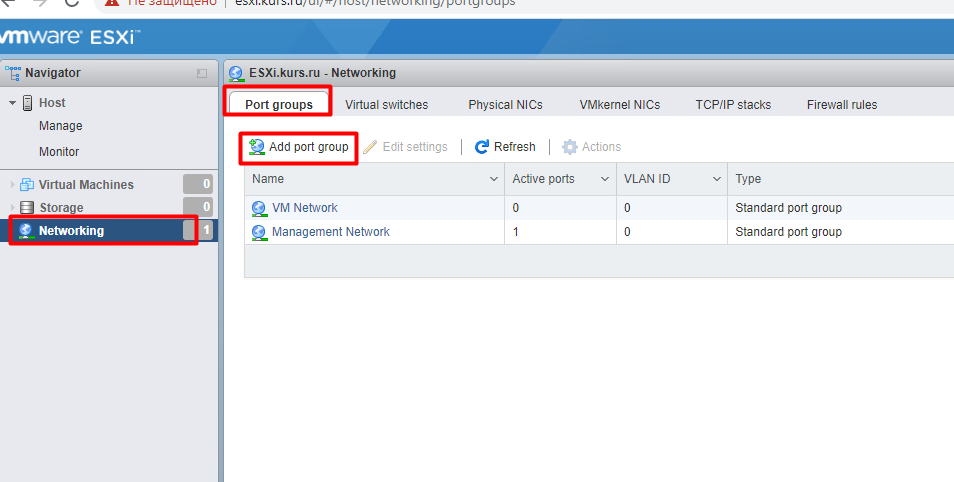 Не защищено | esxi.kurs.ru/ui/#/host/networking/portgroups
vmware® ESXi™
Navigator
Host
Manage
Monitor
Virtual Machines 0
Storage 0
Networking 1
ESXi.kurs.ru - Networking
Port groups Virtual switches Physical NICs VMkernel NICs TCP/IP stacks Firewall rules
Add port group Edit settings Refresh Actions
Name Active ports VLAN ID Type
VM Network 0 0 Standard port group
Management Network 1 0 Standard port group